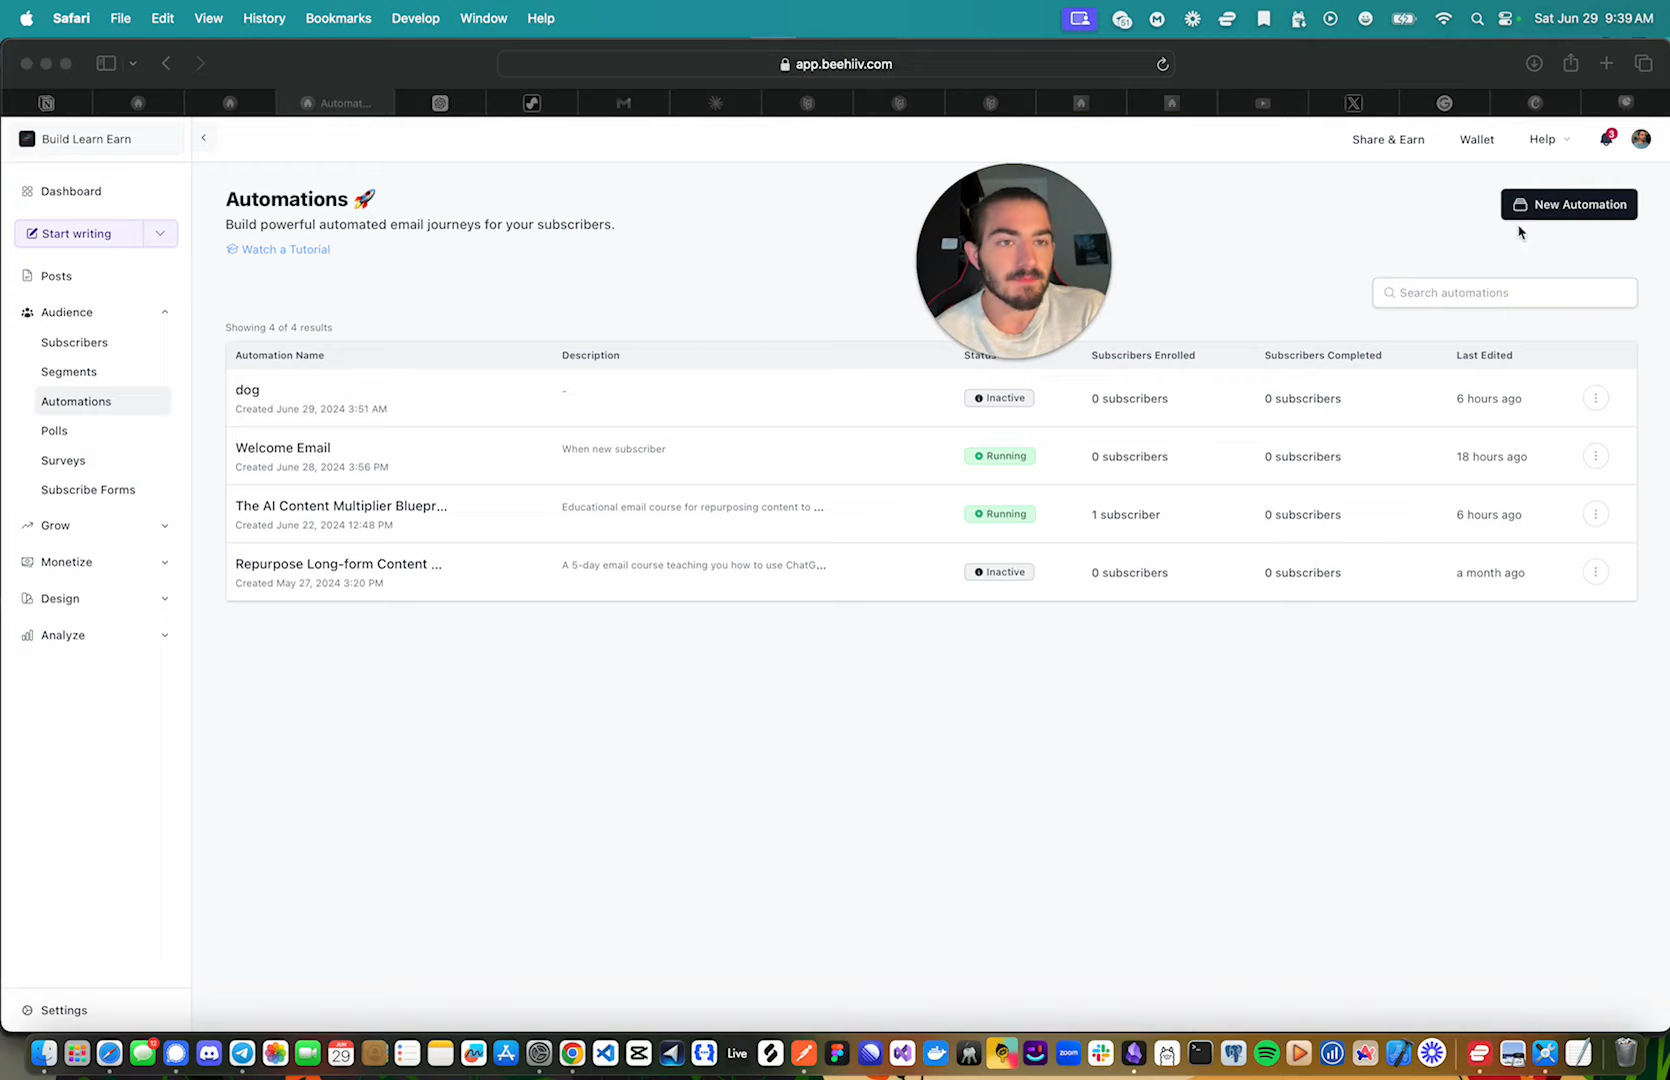 Safari File Edit View History Bookmarks Develop Window Help
Sat Jun 29 9:39 AM
app.beehiiv.com
Automat...
Build Learn Earn
Share & Earn Wallet Help 3
Dashboard
Start writing
Posts
Audience
Subscribers
Segments
Automations
Polls
Surveys
Subscribe Forms
Grow
Monetize
Design
Analyze
Settings
Automations 🚀
Build powerful automated email journeys for your subscribers.
Watch a Tutorial
New Automation
Search automations
Showing 4 of 4 results
Automation Name Description Status Subscribers Enrolled Subscribers Completed Last Edited
dog - Inactive 0 subscribers 0 subscribers 6 hours ago
Created June 29, 2024 3:51 AM
Welcome Email When new subscriber Running 0 subscribers 0 subscribers 18 hours ago
Created June 28, 2024 3:56 PM
The AI Content Multiplier Bluepr... Educational email course for repurposing content to ... Running 1 subscriber 0 subscribers 6 hours ago
Created June 22, 2024 12:48 PM
Repurpose Long-form Content ... A 5-day email course teaching you how to use ChatG... Inactive 0 subscribers 0 subscribers a month ago
Created May 27, 2024 3:20 PM
JUN
29
Live
zoom